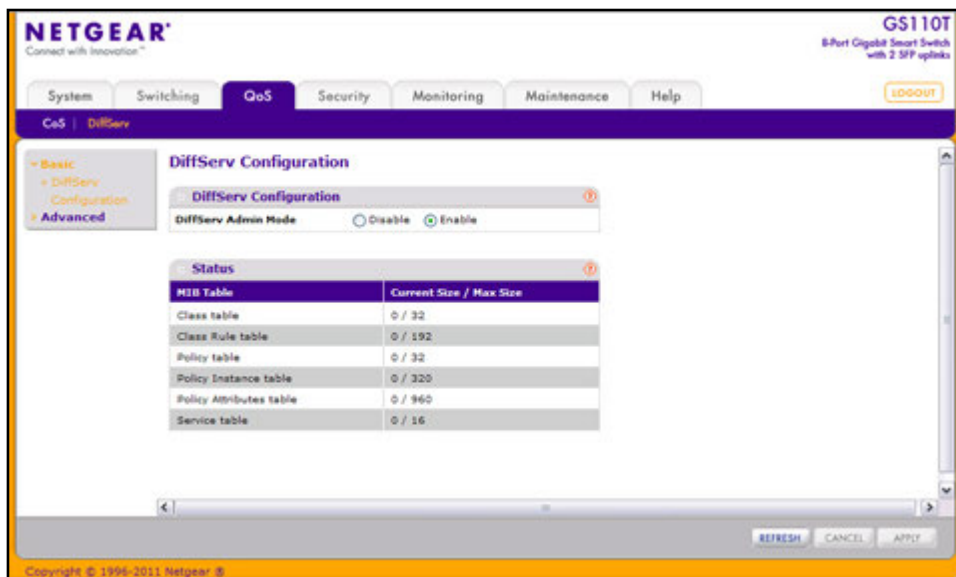 NETGEAR®
Connect with Innovation™
GS110T
8-Port Gigabit Smart Switch
with 2 SFP uplinks
System Switching QoS Security Monitoring Maintenance Help LOGOUT
CoS | DiffServ
Basic
DiffServ
Configuration
Advanced
DiffServ Configuration
DiffServ Configuration
DiffServ Admin Mode Disable Enable
Status
MIB Table Current Size / Max Size
Class table 0 / 32
Class Rule table 0 / 192
Policy table 0 / 32
Policy Instance table 0 / 320
Policy Attributes table 0 / 960
Service table 0 / 16
REFRESH CANCEL APPLY
Copyright © 1996-2011 Netgear ®